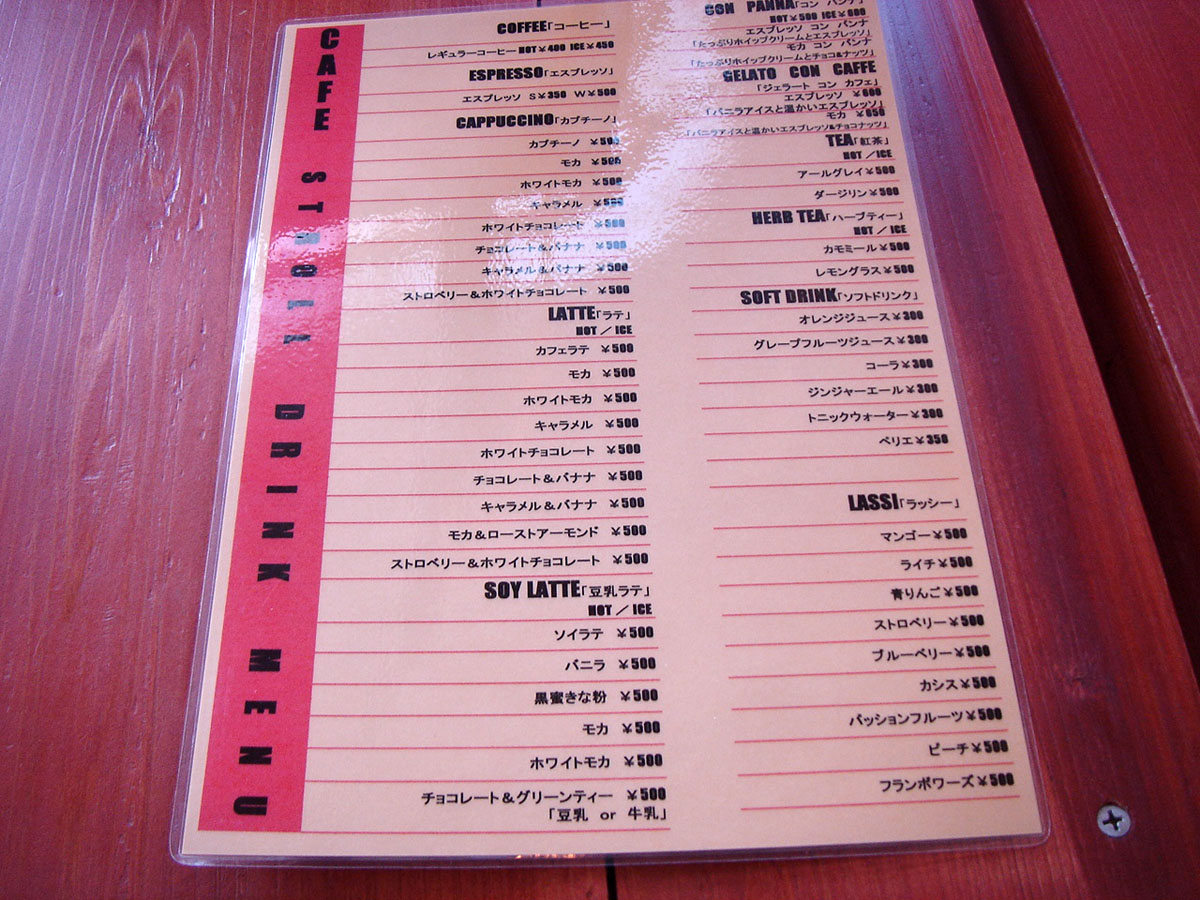 CAFE STROLL DRINK MENU
COFFEE「コーヒー」
レギュラーコーヒー HOT￥400 ICE￥450
ESPRESSO「エスプレッソ」
エスプレッソ S￥350 W￥500
CAPPUCCINO「カプチーノ」
カプチーノ ￥500
モカ ￥500
ホワイトモカ ￥500
キャラメル ￥500
ホワイトチョコレート ￥500
チョコレート＆バナナ ￥500
キャラメル＆バナナ ￥500
ストロベリー＆ホワイトチョコレート ￥500
LATTE「ラテ」
HOT ／ ICE
カフェラテ ￥500
モカ ￥500
ホワイトモカ ￥500
キャラメル ￥500
ホワイトチョコレート ￥500
チョコレート＆バナナ ￥500
キャラメル＆バナナ ￥500
モカ＆ローストアーモンド ￥500
ストロベリー＆ホワイトチョコレート ￥500
SOY LATTE「豆乳ラテ」
HOT ／ ICE
ソイラテ ￥500
バニラ ￥500
黒蜜きな粉 ￥500
モカ ￥500
ホワイトモカ ￥500
チョコレート＆グリーンティー ￥500
「豆乳 or 牛乳」
CON PANNA「コン パンナ」
HOT￥500 ICE￥600
エスプレッソ コン パンナ
「たっぷりホイップクリームとエスプレッソ」
モカ コン パンナ
「たっぷりホイップクリームとチョコ&ナッツ」
GELATO CON CAFFE
「ジェラート コン カフェ」
エスプレッソ ￥600
「バニラアイスと温かいエスプレッソ」
モカ ￥650
「バニラアイスと温かいエスプレッソ&チョコナッツ」
TEA「紅茶」
HOT ／ICE
アールグレイ￥500
ダージリン￥500
HERB TEA「ハーブティー」
HOT ／ ICE
カモミール￥500
レモングラス￥500
SOFT DRINK「ソフトドリンク」
オレンジジュース￥300
グレープフルーツジュース￥300
コーラ￥300
ジンジャーエール￥300
トニックウォーター￥300
ペリエ￥350
LASSI「ラッシー」
マンゴー￥500
ライチ￥500
青りんご￥500
ストロベリー￥500
ブルーベリー￥500
カシス￥500
パッションフルーツ￥500
ピーチ￥500
フランボワーズ￥500